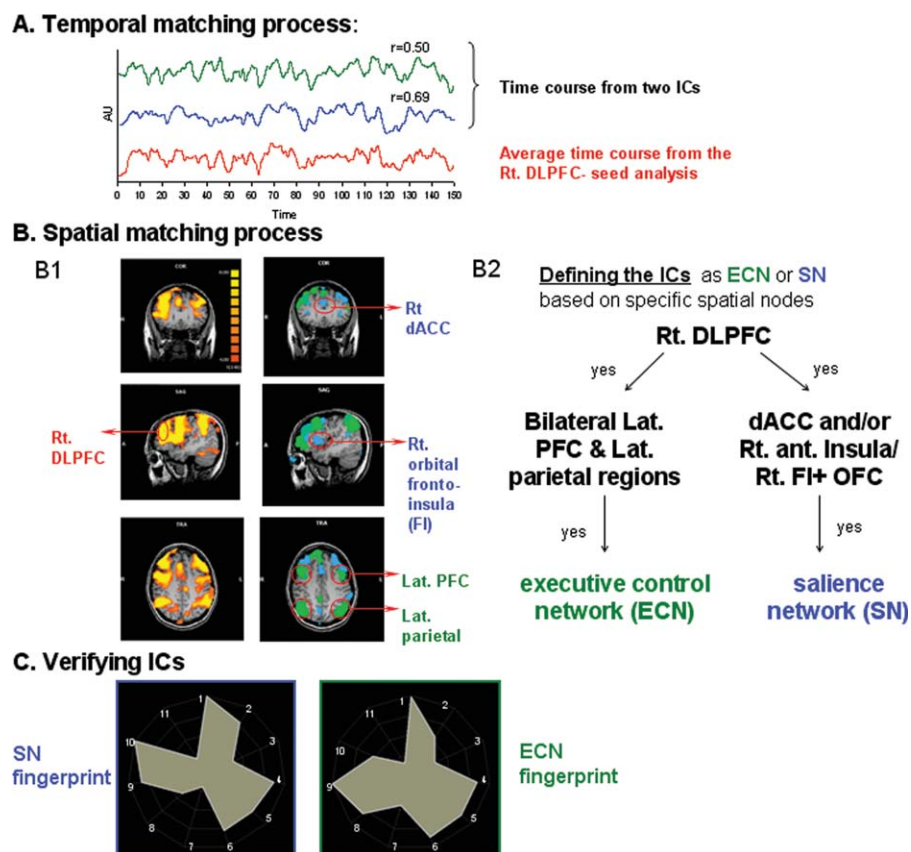 A. Temporal matching process:
r=0.50
r=0.69
AU
0 10 20 30 40 50 60 70 80 90 100 110 120 130 140 150
Time
Time course from two ICs
Average time course from the
Rt. DLPFC- seed analysis
B. Spatial matching process
B1
COR
COR
Rt
dACC
SAG
SAG
Rt.
DLPFC
Rt.
orbital
fronto-
insula
(FI)
TRA
TRA
Lat. PFC
Lat.
parietal
B2
Defining the ICs as ECN or SN
based on specific spatial nodes
Rt. DLPFC
yes
yes
Bilateral Lat.
PFC & Lat.
parietal regions
dACC and/or
Rt. ant. Insula/
Rt. FI+ OFC
yes
yes
executive control
network (ECN)
salience
network (SN)
C. Verifying ICs
SN
fingerprint
1
2
3
4
5
6
7
8
9
10
11
1
2
3
4
5
6
7
8
9
10
11
ECN
fingerprint